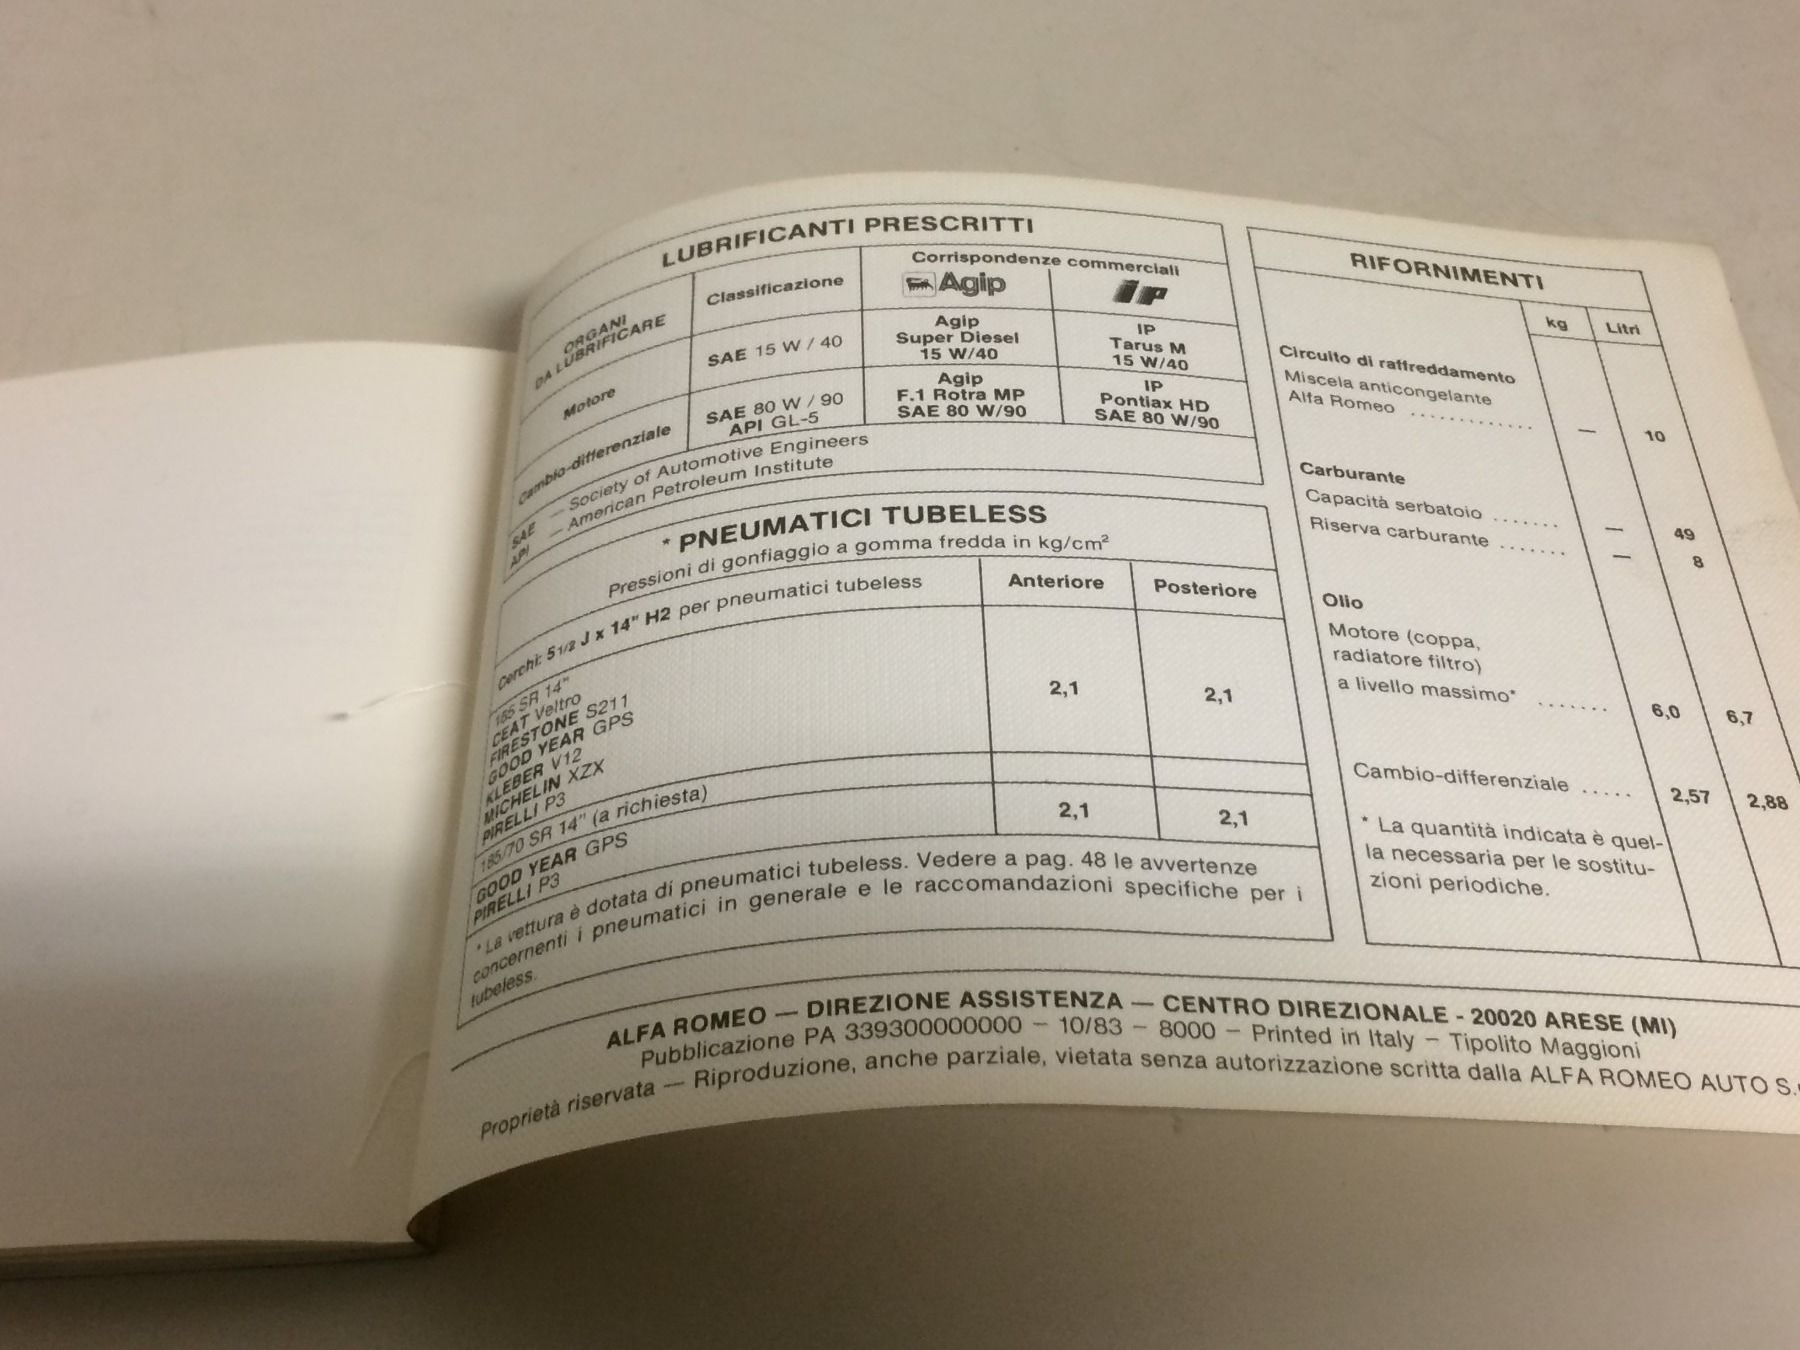 LUBRIFICANTI PRESCRITTI
ORGANI
DA LUBRIFICARE
Classificazione
Corrispondenze commerciali
Agip
IP
Motore
SAE 15 W / 40
Agip
Super Diesel
15 W/40
IP
Tarus M
15 W/40
Cambio-differenziale
SAE 80 W / 90
API GL-5
Agip
F.1 Rotra MP
SAE 80 W/90
IP
Pontiax HD
SAE 80 W/90
SAE — Society of Automotive Engineers
API — American Petroleum Institute
* PNEUMATICI TUBELESS
Pressioni di gonfiaggio a gomma fredda in kg/cm²
Cerchi: 5 1/2 J x 14" H2 per pneumatici tubeless
Anteriore
Posteriore
165 SR 14"
CEAT Veltro
FIRESTONE S211
GOOD YEAR GPS
KLEBER V12
MICHELIN XZX
PIRELLI P3
2,1
2,1
185/70 SR 14" (a richiesta)
GOOD YEAR GPS
PIRELLI P3
2,1
2,1
* La vettura è dotata di pneumatici tubeless. Vedere a pag. 48 le avvertenze
concernenti i pneumatici in generale e le raccomandazioni specifiche per i
tubeless.
RIFORNIMENTI
kg
Litri
Circuito di raffreddamento
Miscela anticongelante
Alfa Romeo ............ — 10
Carburante
Capacità serbatoio ....... — 49
Riserva carburante ....... — 8
Olio
Motore (coppa,
radiatore filtro)
a livello massimo* ....... 6,0 6,7
Cambio-differenziale ..... 2,57 2,88
* La quantità indicata è quel-
la necessaria per le sostitu-
zioni periodiche.
ALFA ROMEO — DIREZIONE ASSISTENZA — CENTRO DIREZIONALE - 20020 ARESE (MI)
Pubblicazione PA 339300000000 – 10/83 – 8000 – Printed in Italy – Tipolito Maggioni
Proprietà riservata — Riproduzione, anche parziale, vietata senza autorizzazione scritta dalla ALFA ROMEO AUTO S.